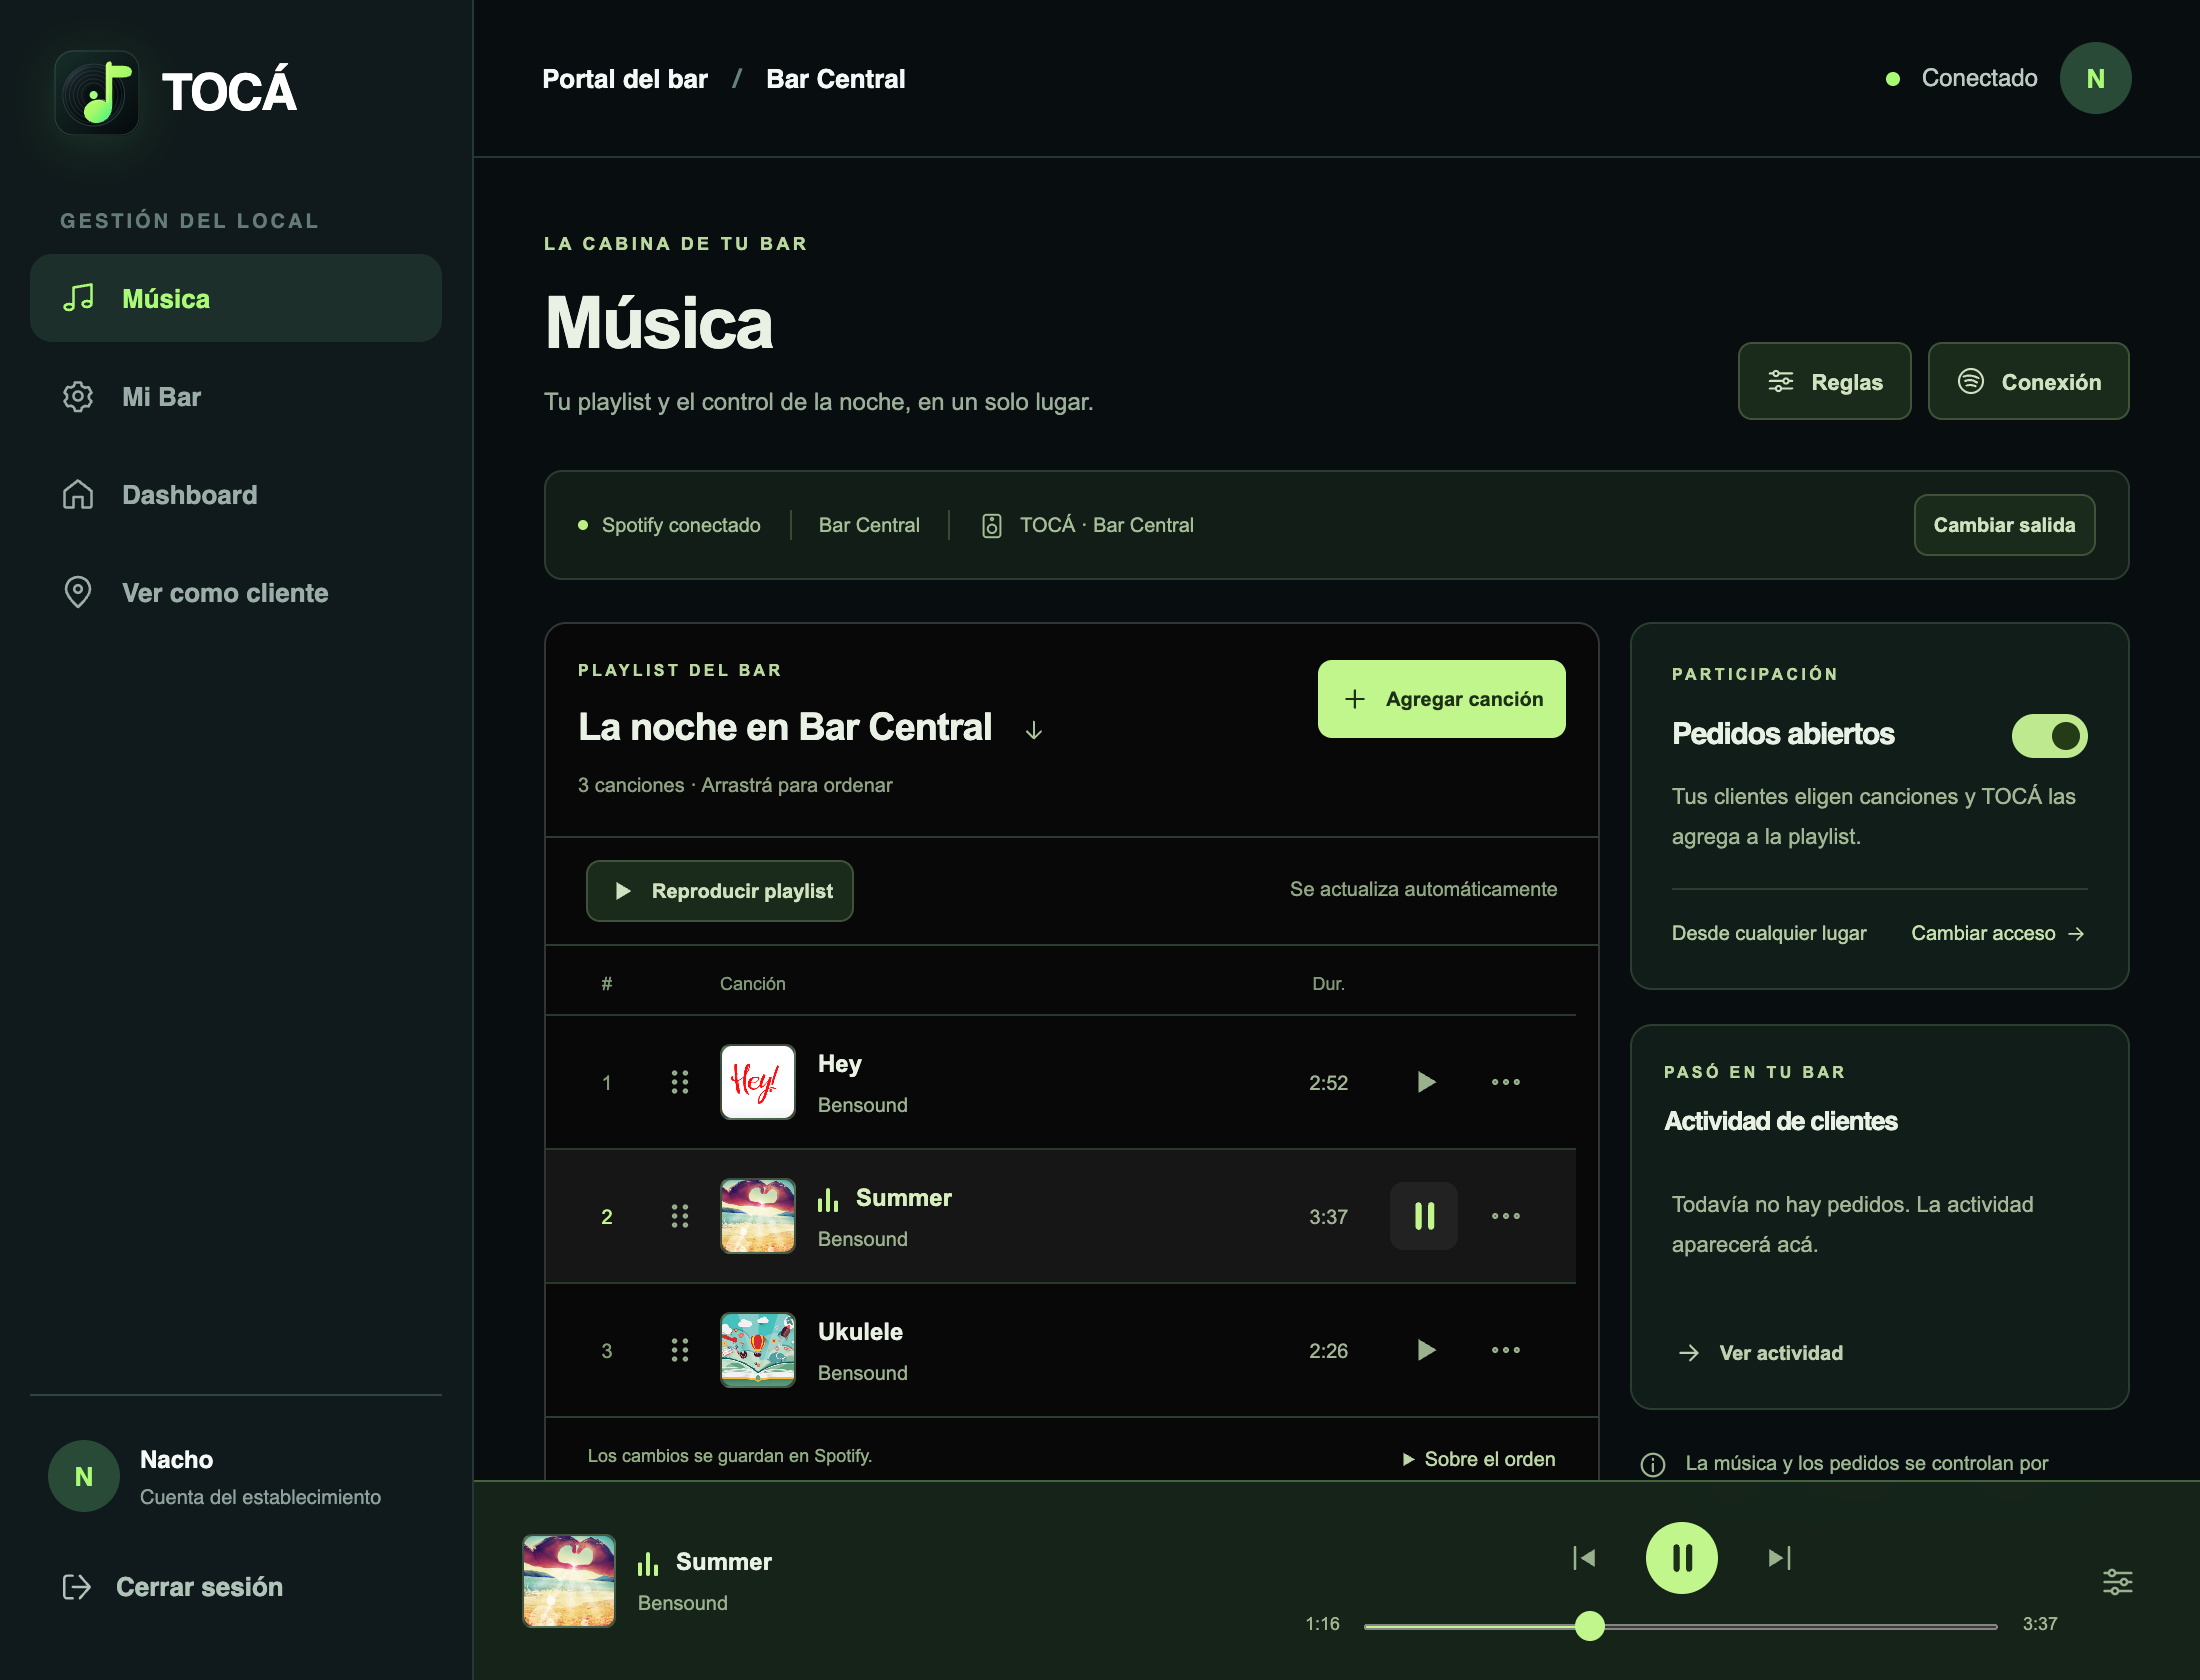 TOCÁ
GESTIÓN DEL LOCAL
Música
Mi Bar
Dashboard
Ver como cliente
Nacho
N
Cuenta del establecimiento
Cerrar sesión
Portal del bar / Bar Central
Conectado
N
LA CABINA DE TU BAR
Música
Tu playlist y el control de la noche, en un solo lugar.
Reglas
Conexión
Spotify conectado
Bar Central
TOCÁ · Bar Central
Cambiar salida
PLAYLIST DEL BAR
La noche en Bar Central
3 canciones · Arrastrá para ordenar
Agregar canción
Reproducir playlist
Se actualiza automáticamente
# Canción Dur.
1 Hey! Hey 2:52
Bensound
2 Summer 3:37
Bensound
3 Ukulele 2:26
Bensound
Los cambios se guardan en Spotify.
Sobre el orden
PARTICIPACIÓN
Pedidos abiertos
Tus clientes eligen canciones y TOCÁ las
agrega a la playlist.
Desde cualquier lugar
Cambiar acceso
PASÓ EN TU BAR
Actividad de clientes
Todavía no hay pedidos. La actividad
aparecerá acá.
Ver actividad
La música y los pedidos se controlan por
Summer
Bensound
1:16
3:37